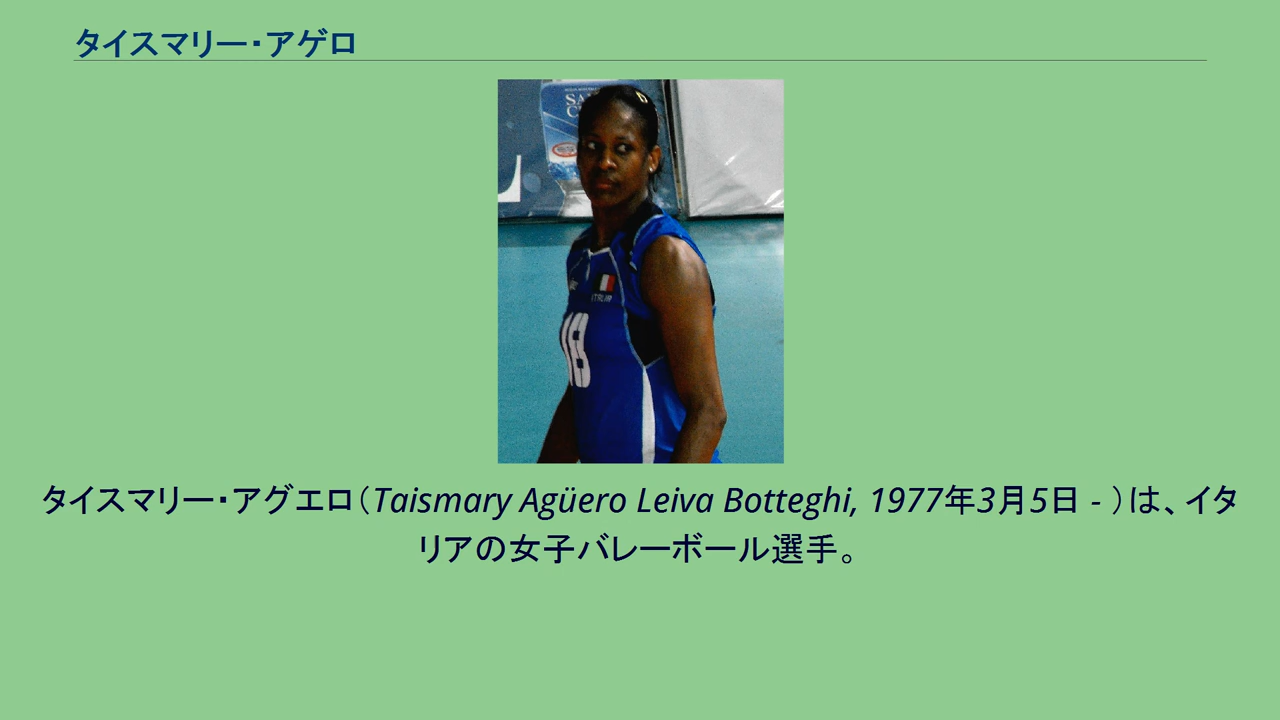 タイスマリー・アゲロ
ITALIA
18
タイスマリー・アグエロ（Taismary Agüero Leiva Botteghi, 1977年3月5日 - ）は、イタ
リアの女子バレーボール選手。